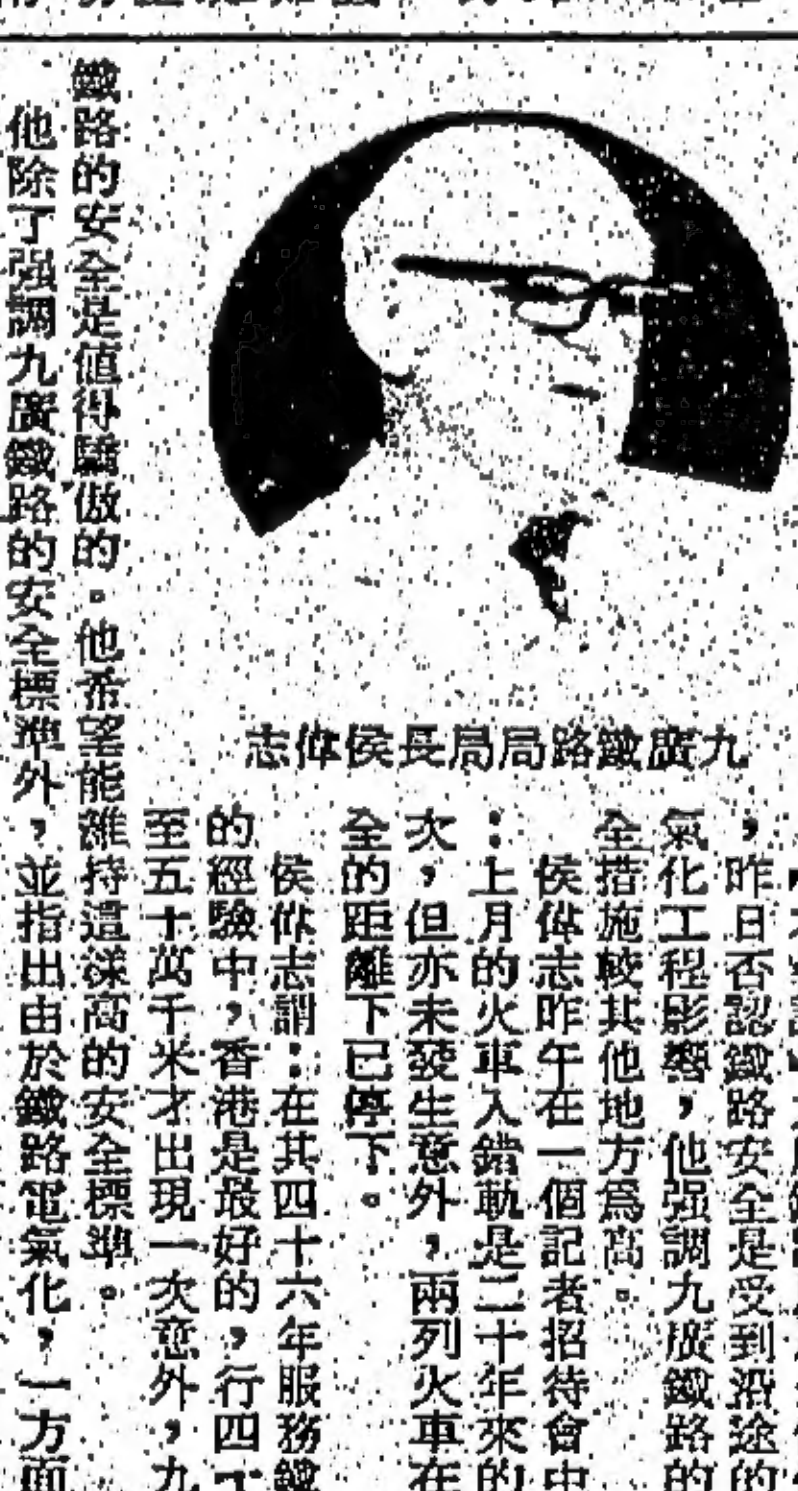 九廣鐵路局局長侯偉志
，昨日否認鐵路安全是受到沿途的
氣化工程影響，他强調九廣鐵路的
全措施較其他地方爲高。
侯偉志昨午在一個記者招待會中
：上月的火車入錯軌是二十年來的
次，但亦未發生意外，兩列火車在
全的距離下已停下。
侯偉志謂：在其四十六年服務鐵
的經驗中，香港是最好的，行四十
至五十萬千米才出現一次意外，九
鐵路的安全是值得驕傲的。他希望能維持這樣高的安全標準。
他除了强調九廣鐵路的安全標準外，並指出由於鐵路電氣化，一方面